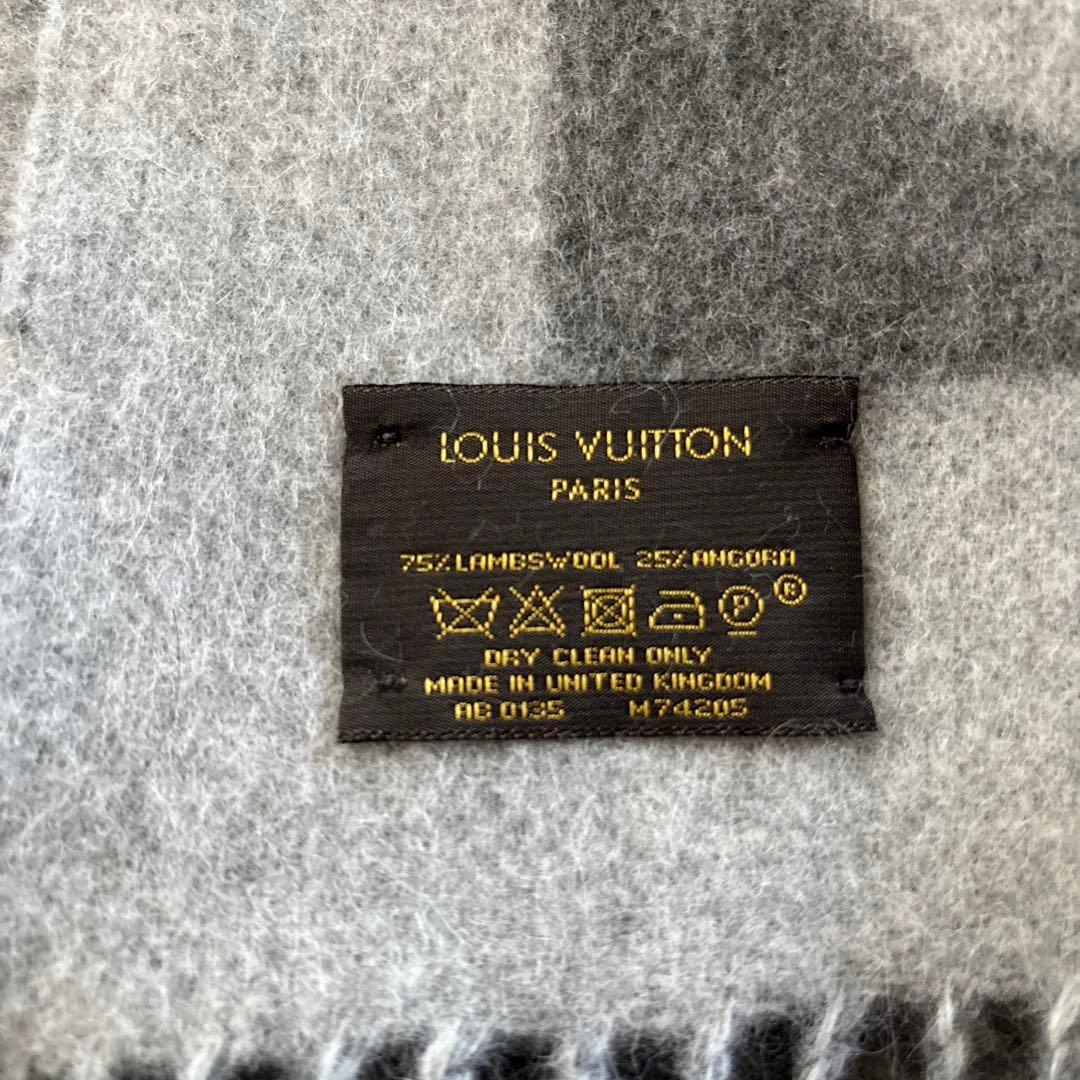 LOUIS VUITTON
PARIS
75% LAMBSWOOL 25% ANGORA
P ®
DRY CLEAN ONLY
MADE IN UNITED KINGDOM
AB 0135 M74205